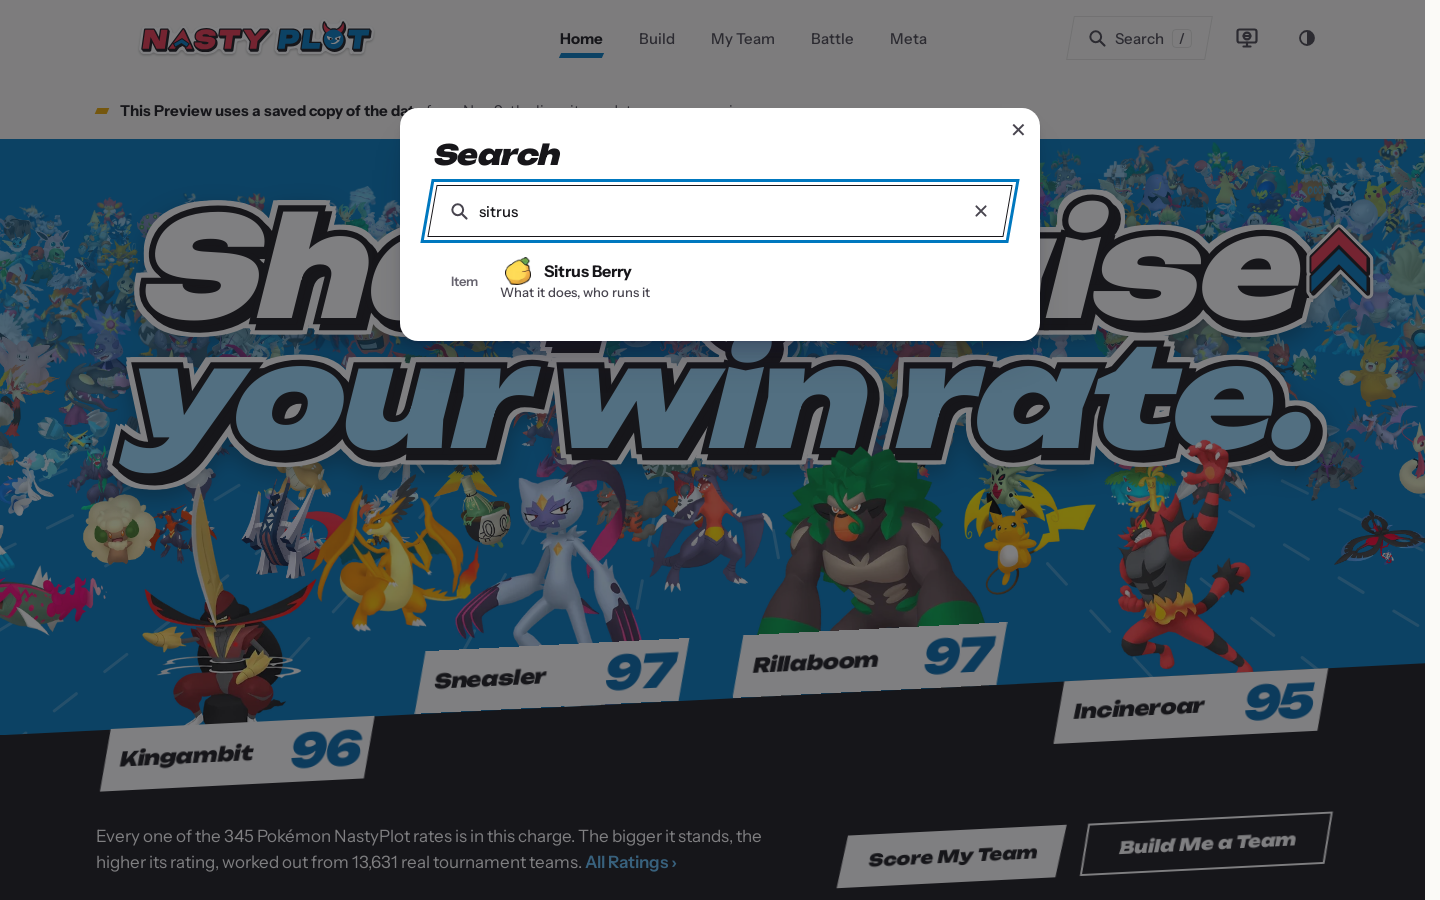 NASTY PLOT
Home
Build
My Team
Battle
Meta
Search
/
This Preview uses a saved copy of the
Search
sitrus
Item
Sitrus Berry
What it does, who runs it
your win rate.
Sneasler 97
Rillaboom 97
Incineroar 95
Kingambit 96
Every one of the 345 Pokémon NastyPlot rates is in this charge. The bigger it stands, the
higher its rating, worked out from 13,631 real tournament teams. All Ratings ›
Score My Team
Build Me a Team